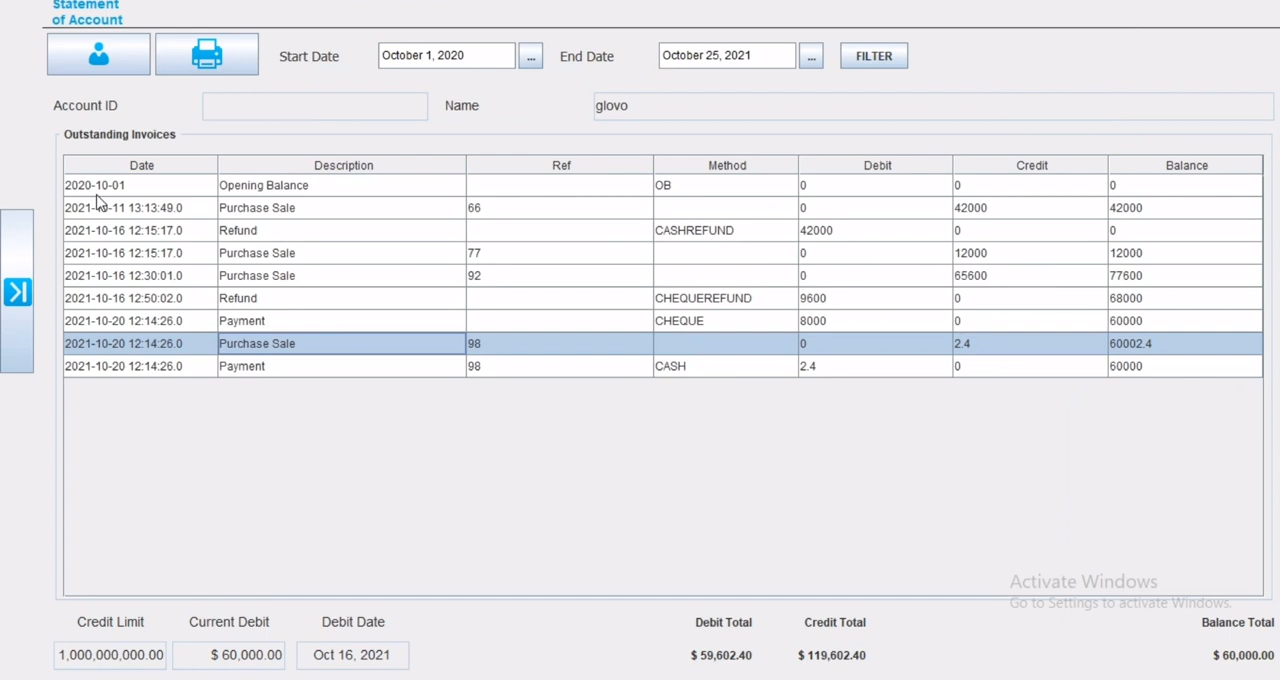 Statement
of Account
Start Date October 1, 2020 ... End Date October 25, 2021 ... FILTER
Account ID Name glovo
Outstanding Invoices
Date Description Ref Method Debit Credit Balance
2020-10-01 Opening Balance OB 0 0 0
2021-10-11 13:13:49.0 Purchase Sale 66 0 42000 42000
2021-10-16 12:15:17.0 Refund CASHREFUND 42000 0 0
2021-10-16 12:15:17.0 Purchase Sale 77 0 12000 12000
2021-10-16 12:30:01.0 Purchase Sale 92 0 65600 77600
2021-10-16 12:50:02.0 Refund CHEQUEREFUND 9600 0 68000
2021-10-20 12:14:26.0 Payment CHEQUE 8000 0 60000
2021-10-20 12:14:26.0 Purchase Sale 98 0 2.4 60002.4
2021-10-20 12:14:26.0 Payment 98 CASH 2.4 0 60000
Activate Windows
Go to Settings to activate Windows.
Credit Limit Current Debit Debit Date Debit Total Credit Total Balance Total
1,000,000,000.00 $ 60,000.00 Oct 16, 2021 $ 59,602.40 $ 119,602.40 $ 60,000.00